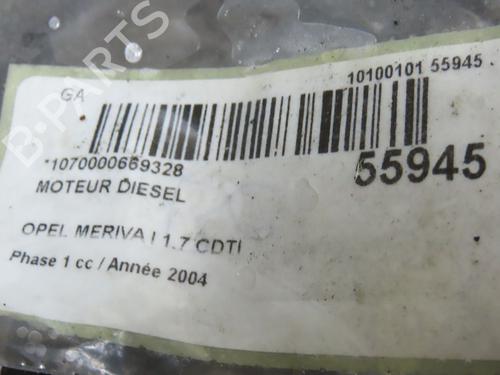 B-PARTS
GA
10100101 55945
*1070000669328
55945
MOTEUR DIESEL
OPEL MERIVA I 1.7 CDTI
Phase 1 cc / Année 2004